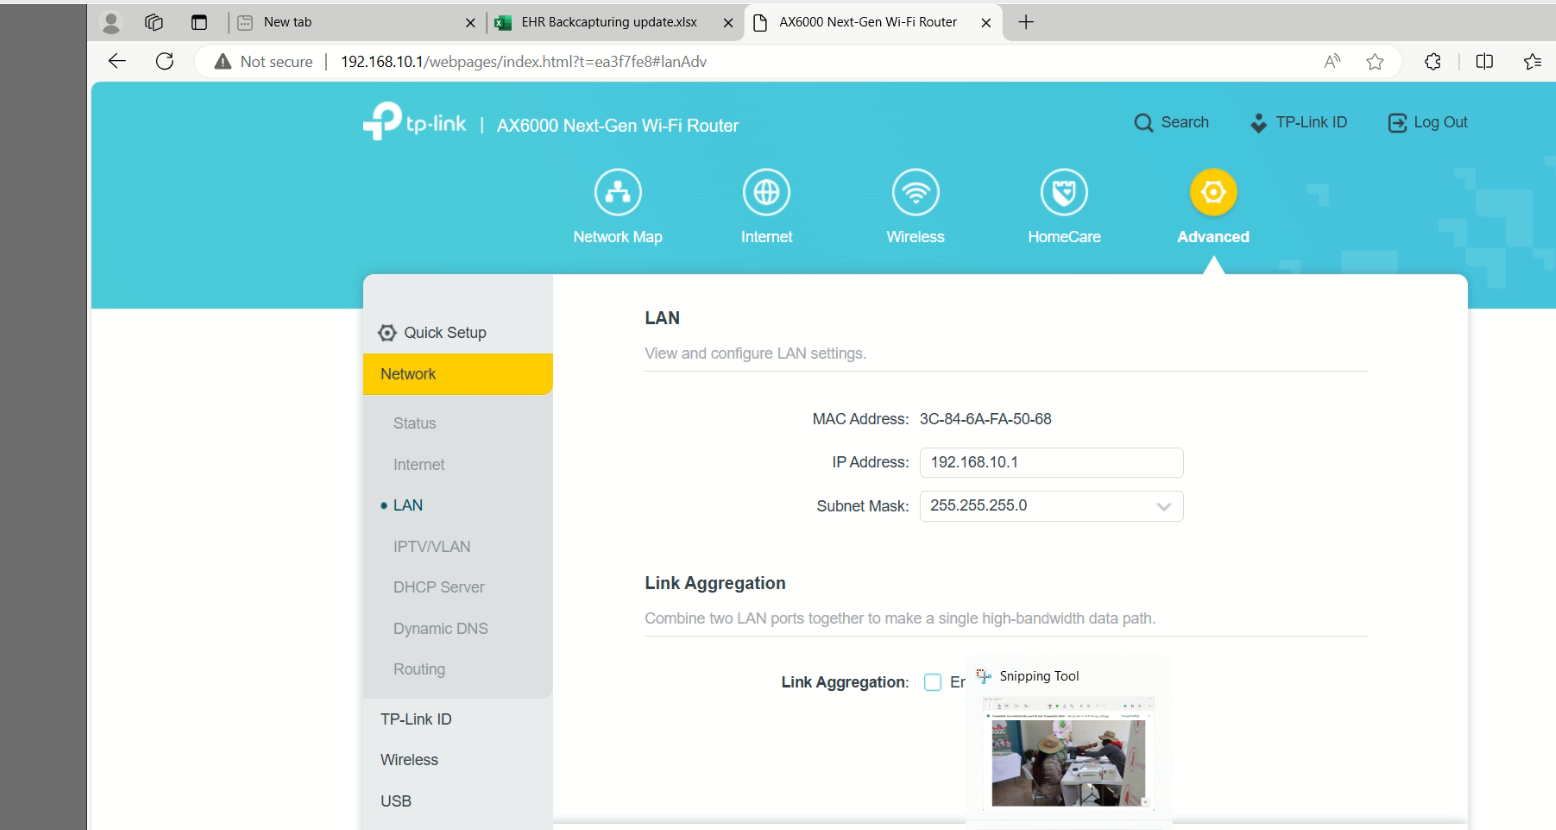 New tab
EHR Backcapturing update.xlsx
AX6000 Next-Gen Wi-Fi Router
Not secure
192.168.10.1/webpages/index.html?t=ea3f7fe8#lanAdv
tp-link | AX6000 Next-Gen Wi-Fi Router
Search
TP-Link ID
Log Out
Network Map
Internet
Wireless
HomeCare
Advanced
Quick Setup
Network
Status
Internet
LAN
IPTV/VLAN
DHCP Server
Dynamic DNS
Routing
TP-Link ID
Wireless
USB
LAN
View and configure LAN settings.
MAC Address: 3C-84-6A-FA-50-68
IP Address: 192.168.10.1
Subnet Mask: 255.255.255.0
Link Aggregation
Combine two LAN ports together to make a single high-bandwidth data path.
Link Aggregation: Er
Snipping Tool